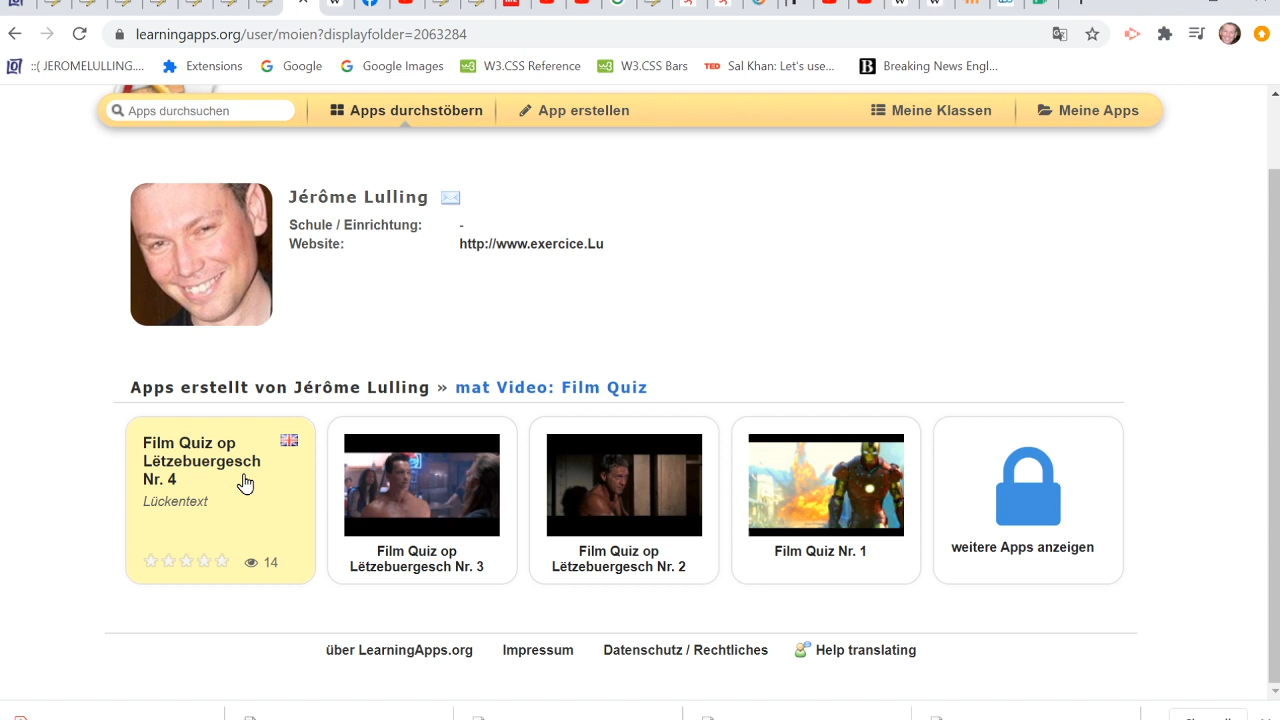 learningapps.org/user/moien?displayfolder=2063284
::( JEROMELULLING....
Extensions
Google
Google Images
W3.CSS Reference
W3.CSS Bars
TED
Sal Khan: Let's use...
B
Breaking News Engl...
Apps durchsuchen
Apps durchstöbern
App erstellen
Meine Klassen
Meine Apps
Jérôme Lulling
Schule / Einrichtung: -
Website: http://www.exercice.Lu
Apps erstellt von Jérôme Lulling » mat Video: Film Quiz
Film Quiz op
Lëtzebuergesch
Nr. 4
Lückentext
14
Film Quiz op
Lëtzebuergesch Nr. 3
Film Quiz op
Lëtzebuergesch Nr. 2
Film Quiz Nr. 1
weitere Apps anzeigen
über LearningApps.org
Impressum
Datenschutz / Rechtliches
Help translating